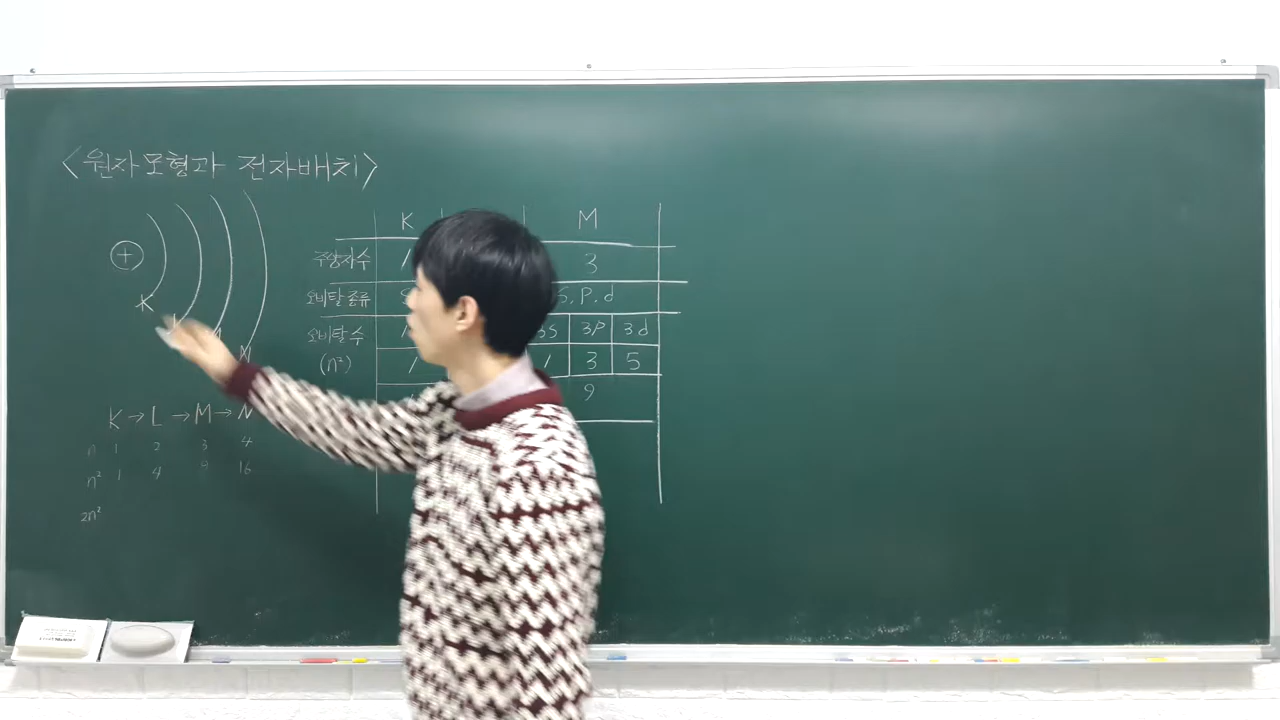 <원자모형과 전자배치>
+
K
M
N
K→L→M→N
n 1 2 3 4
n² 1 4 9 16
2n²
K M
주양자수 1 3
오비탈 종류 S S, P, d
오비탈 수 1 3S 3P 3d
(n²) 1 1 3 5
9